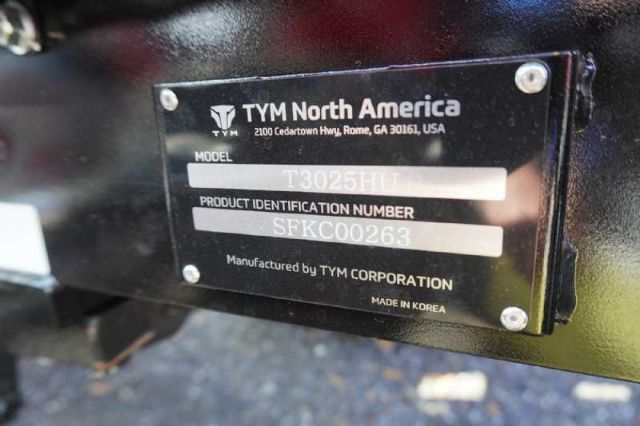 TYM
TYM North America
2100 Cedartown Hwy, Rome, GA 30161, USA
MODEL
T3025HU
PRODUCT IDENTIFICATION NUMBER
SFKC00263
Manufactured by TYM CORPORATION
MADE IN KOREA